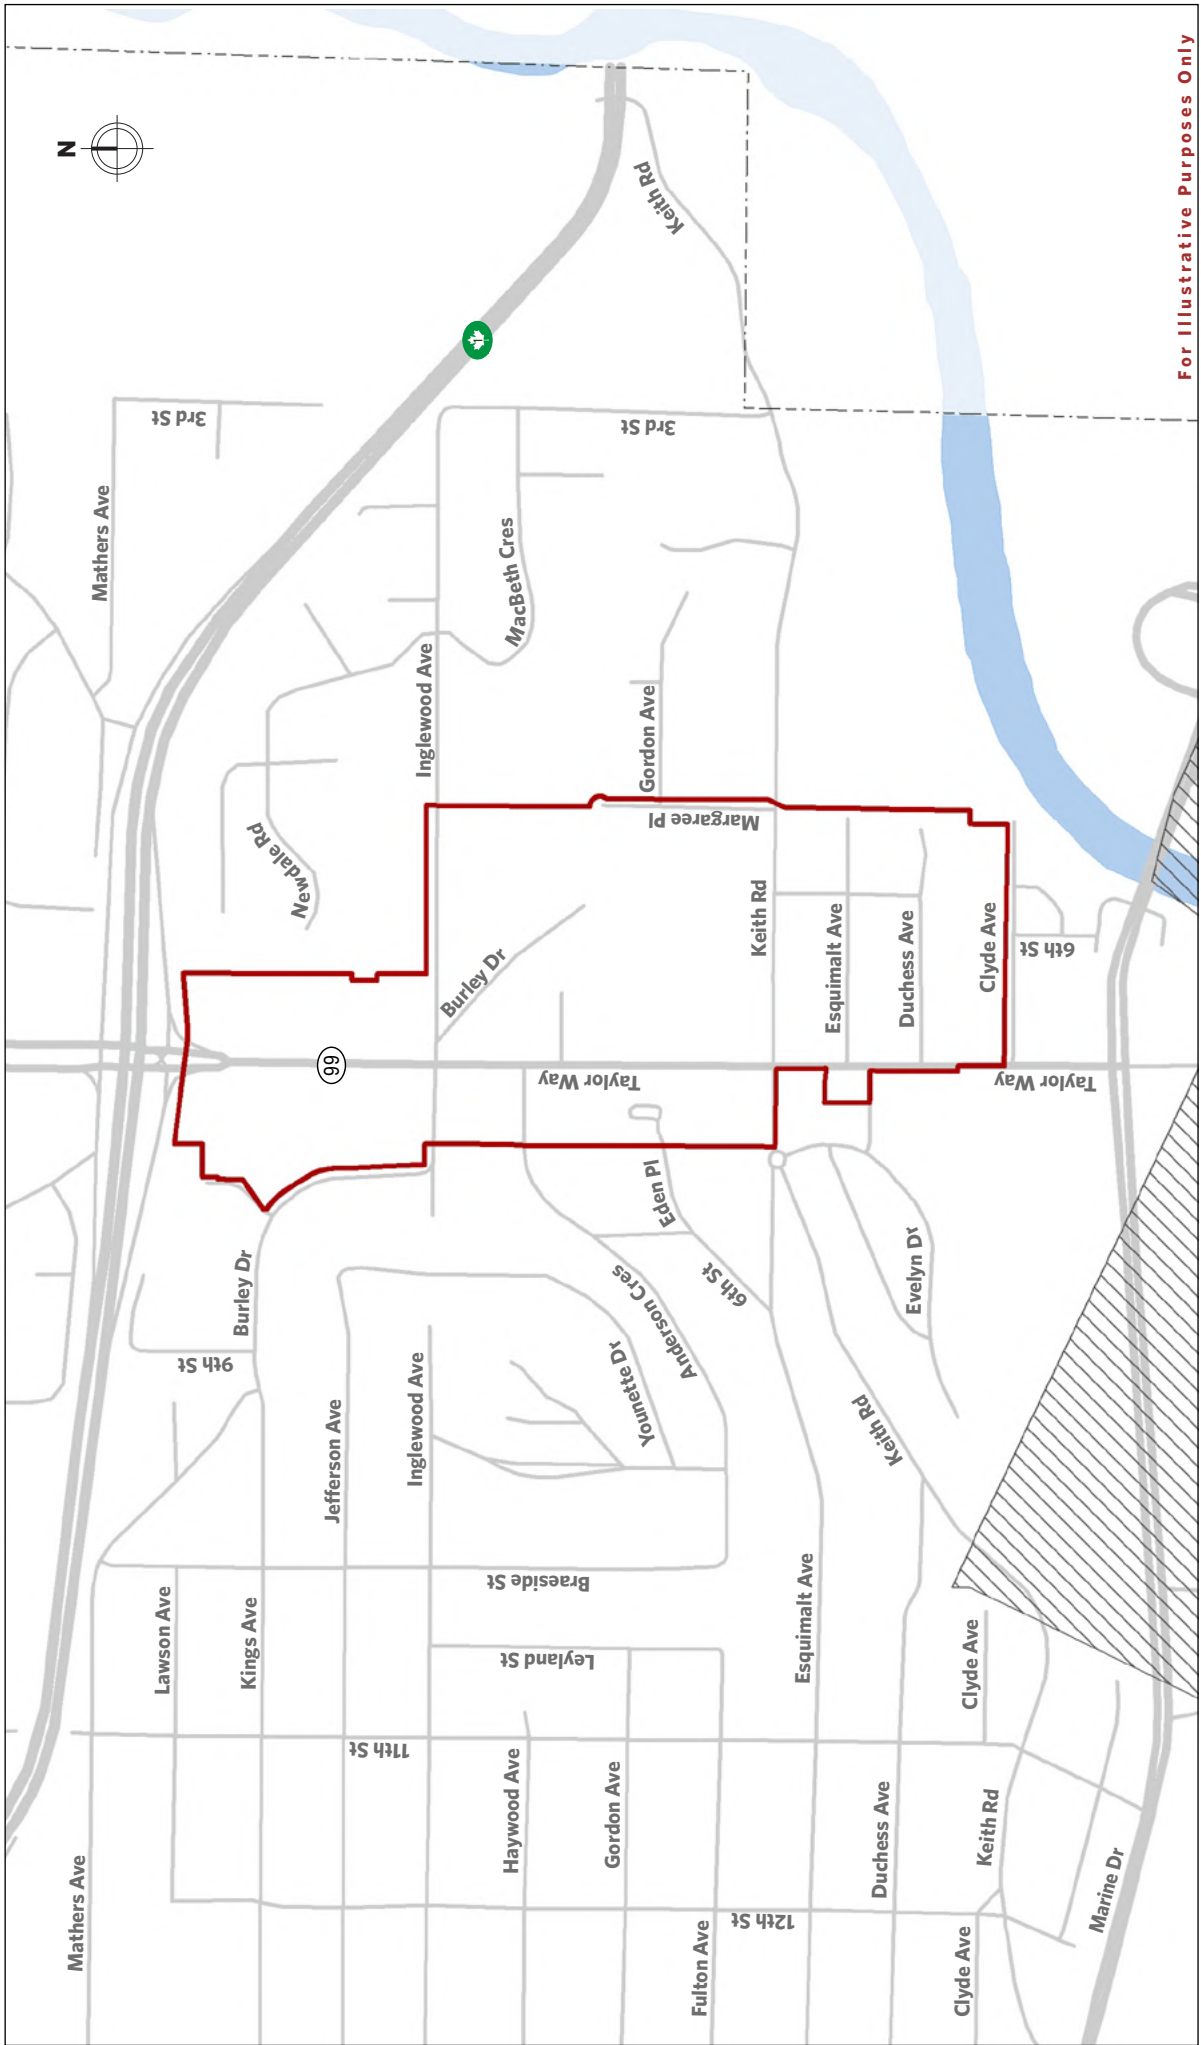 N
Mathers Ave
Mathers Ave
Lawson Ave
3rd St
9th St
Burley Dr
Kings Ave
Newdale Rd
99
Jefferson Ave
11th St
Inglewood Ave
Inglewood Ave
Burley Dr
1
MacBeth Cres
Haywood Ave
Braeside St
Leyland St
Taylor Way
Gordon Ave
Younette Dr
Gordon Ave
3rd St
Anderson Cres
Eden Pl
Keith Rd
Fulton Ave
Margaree Pl
6th St
Keith Rd
12th St
Esquimalt Ave
Esquimalt Ave
Keith Rd
Duchess Ave
Duchess Ave
Evelyn Dr
Clyde Ave
Clyde Ave
Keith Rd
Clyde Ave
Taylor Way
6th St
Marine Dr
For Illustrative Purposes Only